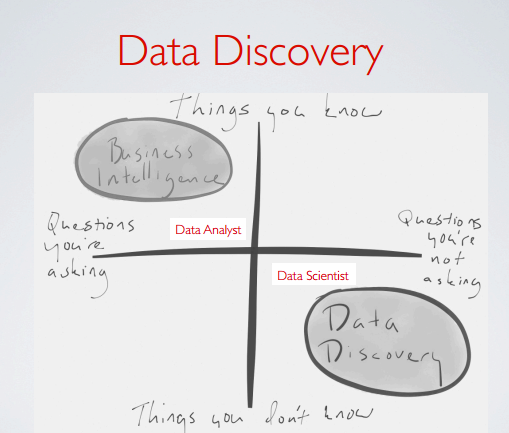 Data Discovery
Things you know
Business
Intelligence
Questions
you're
asking
Data Analyst
Questions
you're
not
asking
Data Scientist
Data
Discovery
Things you don't know